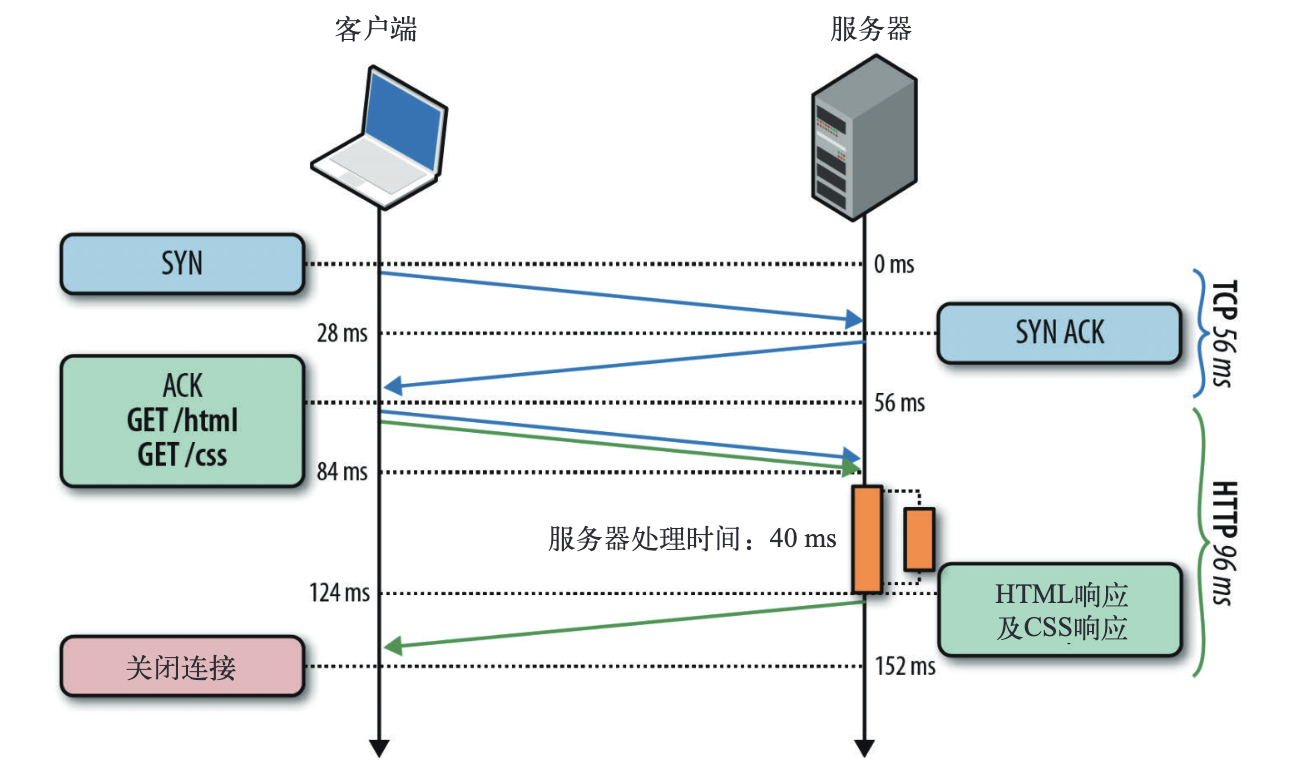 客户端
服务器
SYN
0 ms
28 ms
SYN ACK
TCP 56 ms
ACK
GET /html
GET /css
56 ms
84 ms
HTTP 96 ms
服务器处理时间：40 ms
124 ms
HTML响应
及CSS响应
关闭连接
152 ms